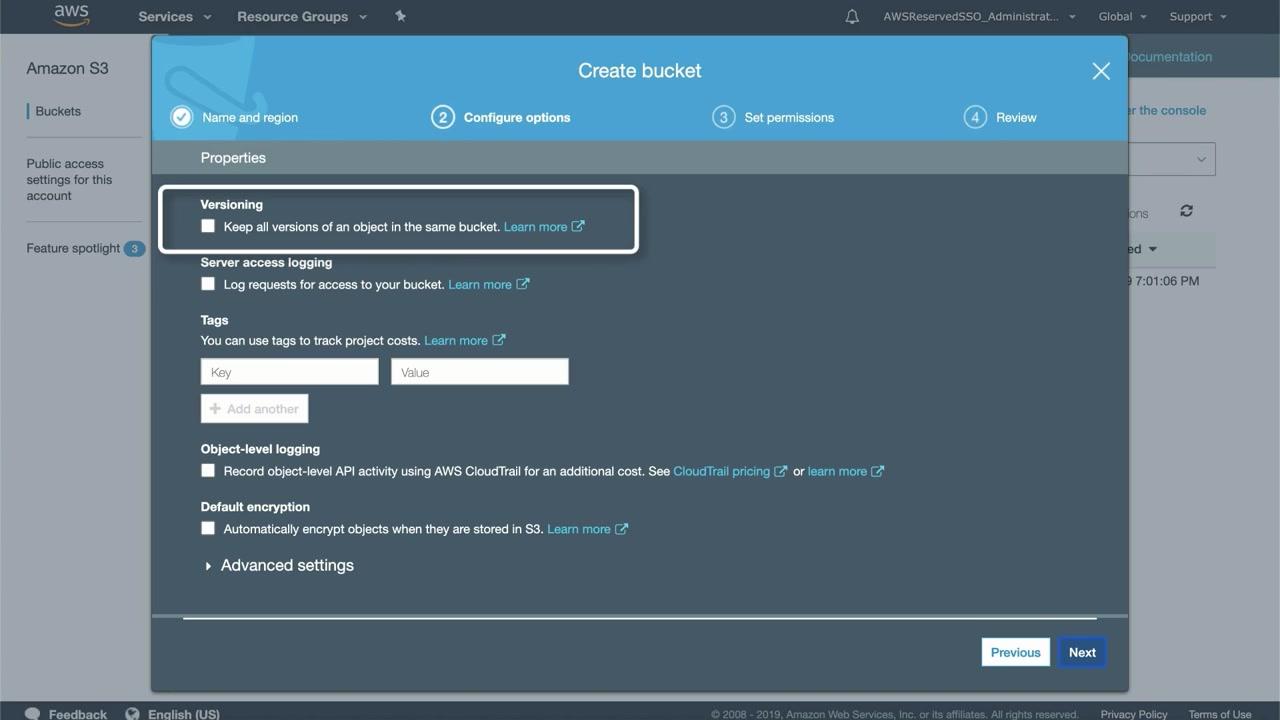 aws
Services
Resource Groups
AWSReservedSSO_Administrat...
Global
Support
Amazon S3
Buckets
Public access
settings for this
account
Feature spotlight 3
Create bucket
Name and region
2 Configure options
3 Set permissions
4 Review
Properties
Versioning
Keep all versions of an object in the same bucket. Learn more
Server access logging
Log requests for access to your bucket. Learn more
Tags
You can use tags to track project costs. Learn more
Key
Value
Add another
Object-level logging
Record object-level API activity using AWS CloudTrail for an additional cost. See CloudTrail pricing or learn more
Default encryption
Automatically encrypt objects when they are stored in S3. Learn more
Advanced settings
Previous
Next
ocumentation
er the console
ions
ed
9 7:01:06 PM
Feedback
English (US)
© 2008 - 2019, Amazon Web Services, Inc. or its affiliates. All rights reserved.
Privacy Policy
Terms of Use